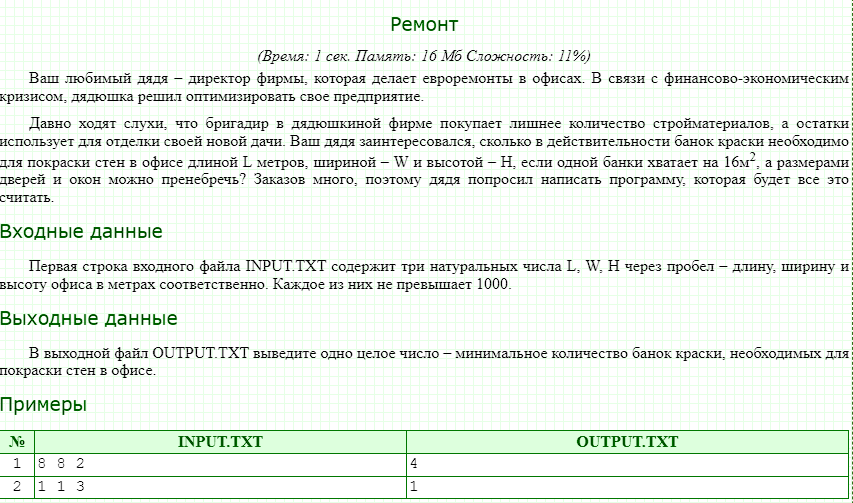 Ремонт
(Время: 1 сек. Память: 16 Мб Сложность: 11%)
Ваш любимый дядя – директор фирмы, которая делает евроремонты в офисах. В связи с финансово-экономическим
кризисом, дядюшка решил оптимизировать свое предприятие.
Давно ходят слухи, что бригадир в дядюшкиной фирме покупает лишнее количество стройматериалов, а остатки
использует для отделки своей новой дачи. Ваш дядя заинтересовался, сколько в действительности банок краски необходимо
для покраски стен в офисе длиной L метров, шириной – W и высотой – H, если одной банки хватает на 16м², а размерами
дверей и окон можно пренебречь? Заказов много, поэтому дядя попросил написать программу, которая будет все это
считать.
Входные данные
Первая строка входного файла INPUT.TXT содержит три натуральных числа L, W, H через пробел – длину, ширину и
высоту офиса в метрах соответственно. Каждое из них не превышает 1000.
Выходные данные
В выходной файл OUTPUT.TXT выведите одно целое число – минимальное количество банок краски, необходимых для
покраски стен в офисе.
Примеры
№ INPUT.TXT OUTPUT.TXT
1 8 8 2 4
2 1 1 3 1